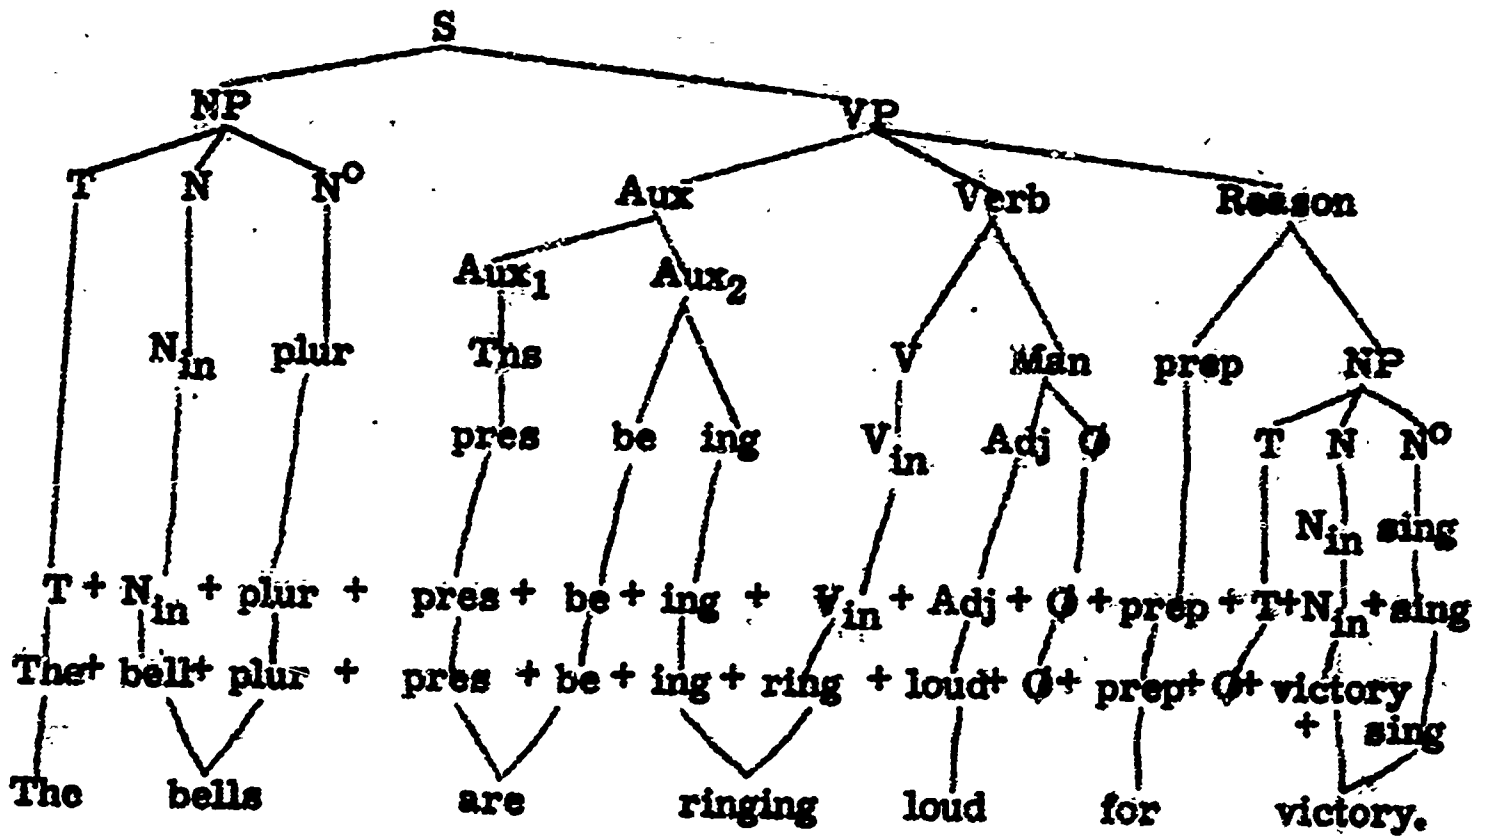 S
NP VP
T N Nº Aux Verb Reason
Aux1 Aux2
Nin plur Tns V Man prep NP
pres be ing Vin Adj Ø T N Nº
Nin sing
T + Nin + plur + pres + be + ing + Vin + Adj + Ø + prep + T + Nin + sing
The + bell + plur + pres + be + ing + ring + loud + Ø + prep + Ø + victory
+ sing
The bells are ringing loud for victory.